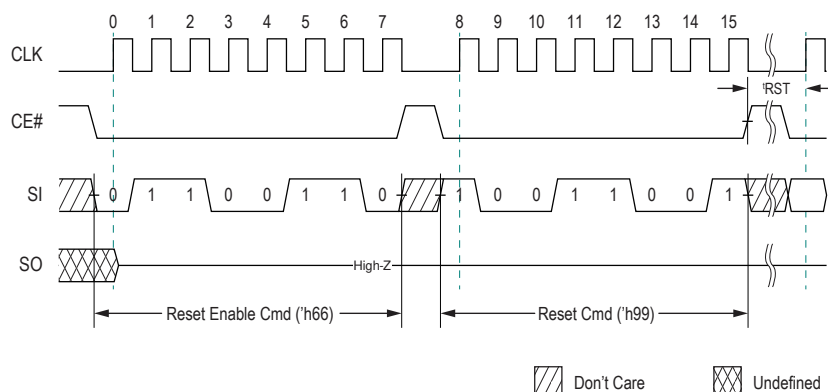 0 1 2 3 4 5 6 7 8 9 10 11 12 13 14 15
CLK
tRST
CE#
SI 0 1 1 0 0 1 1 0 1 0 0 1 1 0 0 1
SO High-Z
Reset Enable Cmd ('h66) Reset Cmd ('h99)
Don't Care Undefined